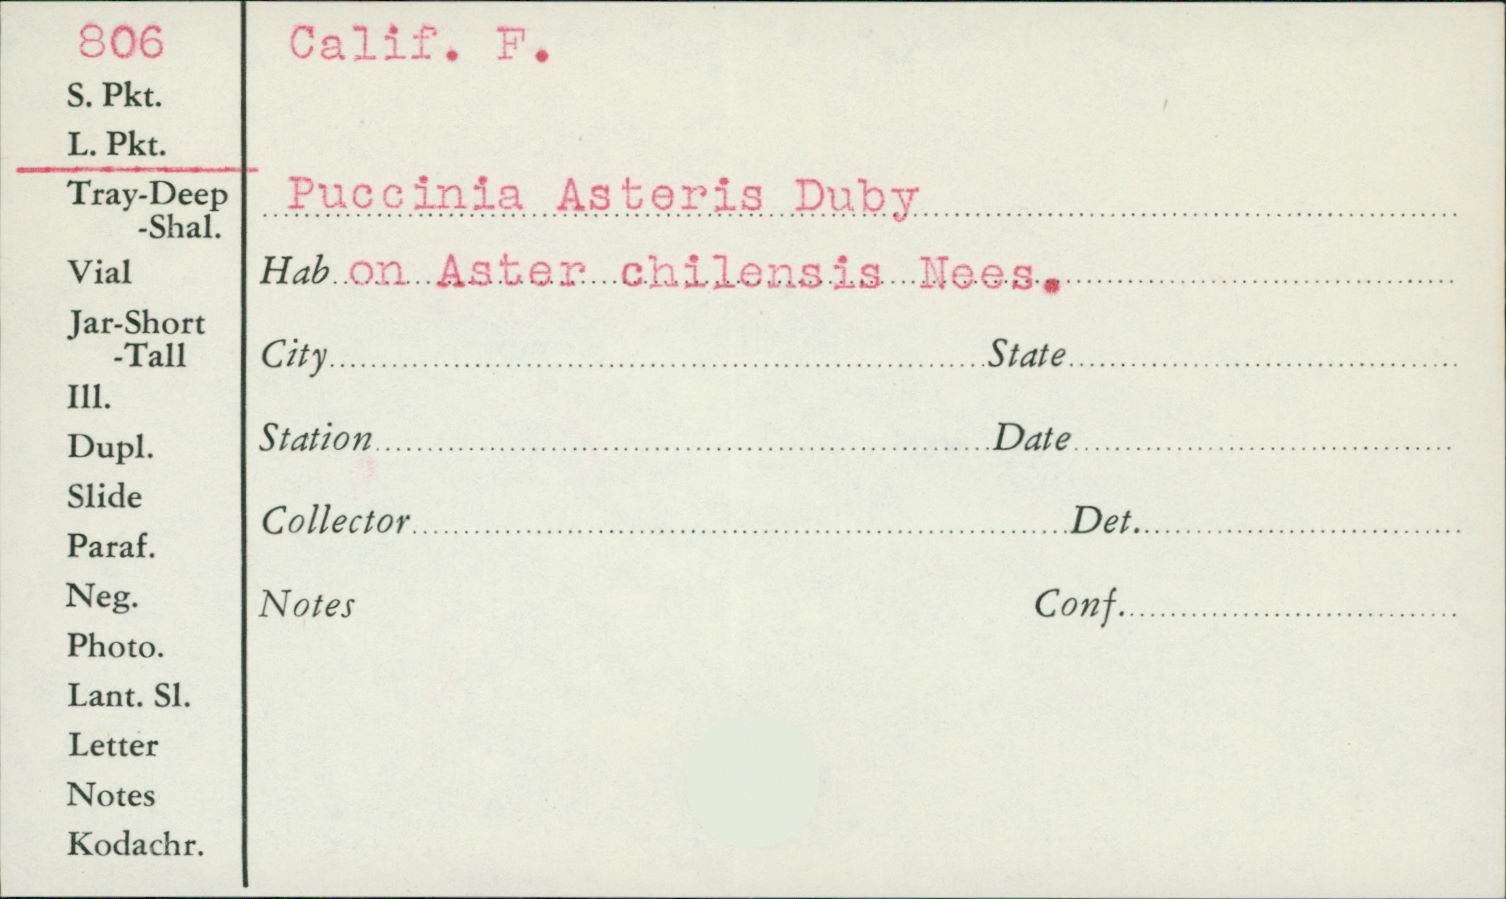 806
S. Pkt.
L. Pkt.
Tray-Deep
-Shal.
Vial
Jar-Short
-Tall
Ill.
Dupl.
Slide
Paraf.
Neg.
Photo.
Lant. Sl.
Letter
Notes
Kodachr.
Calif. F.
Puccinia Asteris Duby
Hab on Aster chilensis Nees.
City State
Station Date
Collector Det.
Notes Conf.